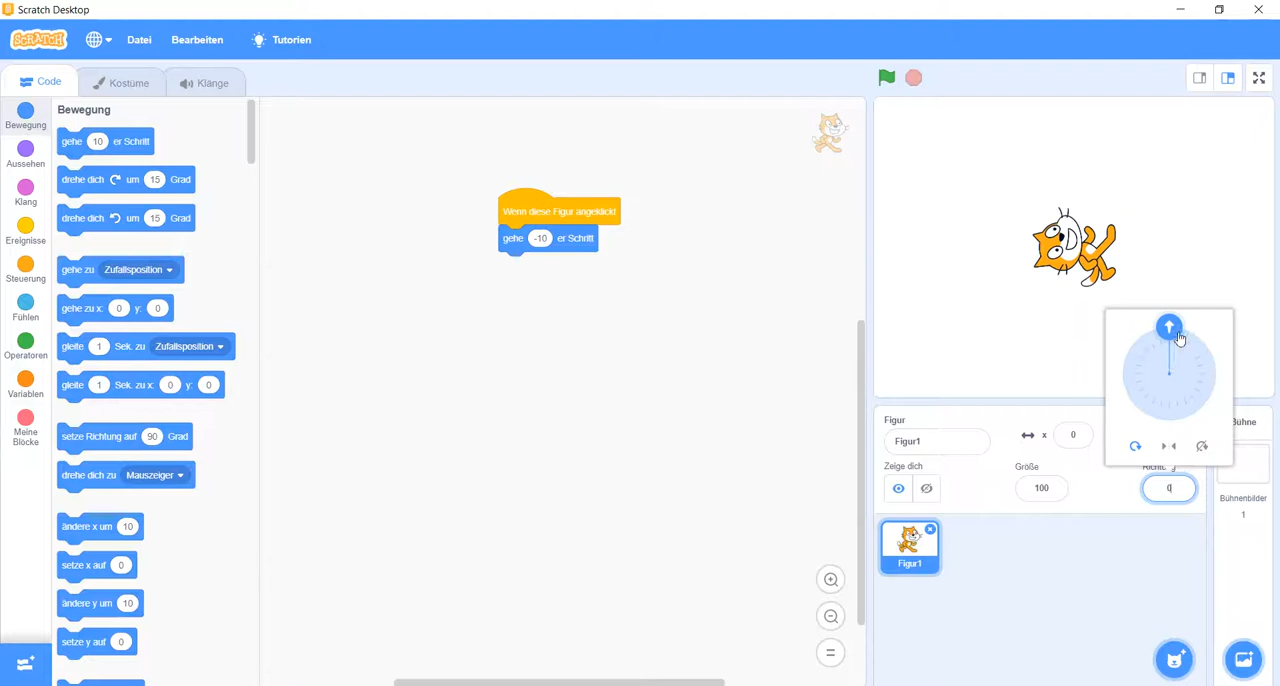 Scratch Desktop
SCRATCH
Datei
Bearbeiten
Tutorien
Code
Kostüme
Klänge
Bewegung
Aussehen
Klang
Ereignisse
Steuerung
Fühlen
Operatoren
Variablen
Meine
Blöcke
Bewegung
gehe 10 er Schritt
drehe dich um 15 Grad
drehe dich um 15 Grad
gehe zu Zufallsposition
gehe zu x: 0 y: 0
gleite 1 Sek. zu Zufallsposition
gleite 1 Sek. zu x: 0 y: 0
setze Richtung auf 90 Grad
drehe dich zu Mauszeiger
ändere x um 10
setze x auf 0
ändere y um 10
setze y auf 0
Wenn diese Figur angeklickt
gehe -10 er Schritt
Figur
Figur1
x 0
Zeige dich
Größe
100
0
Figur1
Bühne
Bühnenbilder
1